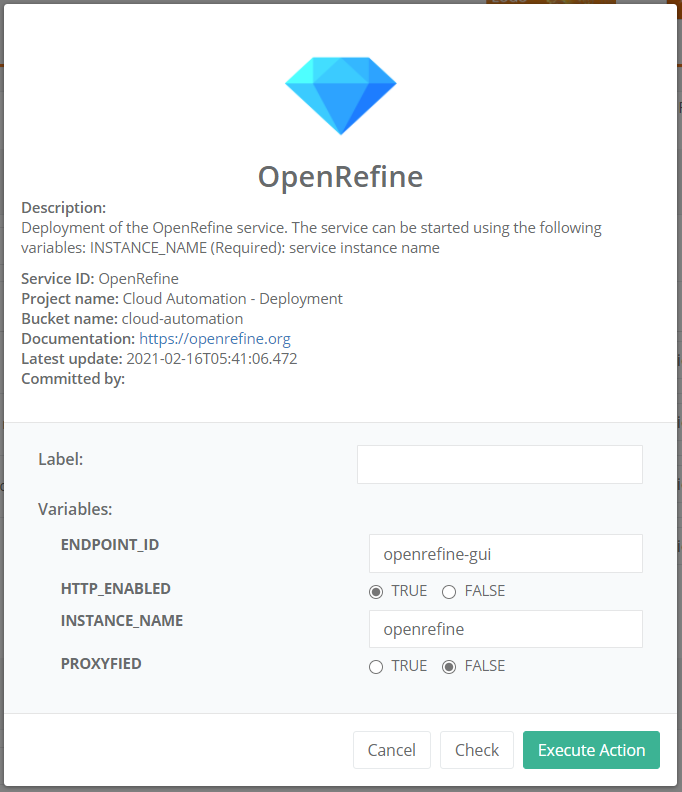 OpenRefine
Description:
Deployment of the OpenRefine service. The service can be started using the following
variables: INSTANCE_NAME (Required): service instance name
Service ID: OpenRefine
Project name: Cloud Automation - Deployment
Bucket name: cloud-automation
Documentation: https://openrefine.org
Latest update: 2021-02-16T05:41:06.472
Committed by:
Label:
Variables:
ENDPOINT_ID openrefine-gui
HTTP_ENABLED TRUE FALSE
INSTANCE_NAME openrefine
PROXYFIED TRUE FALSE
Cancel Check Execute Action